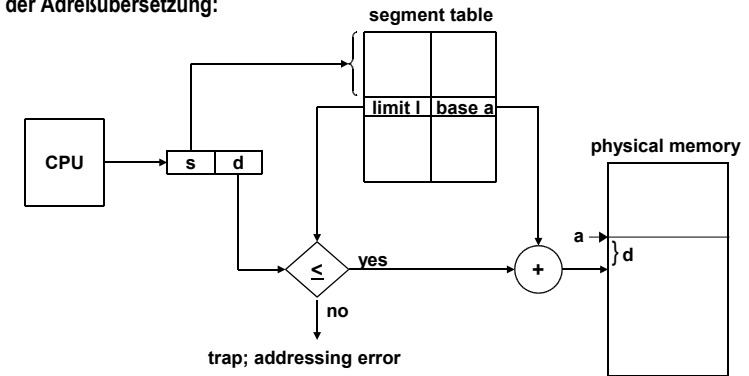 der Adreßübersetzung:
segment table
limit l base a
CPU
s d
physical memory
a
d
≤
yes
+
no
trap; addressing error